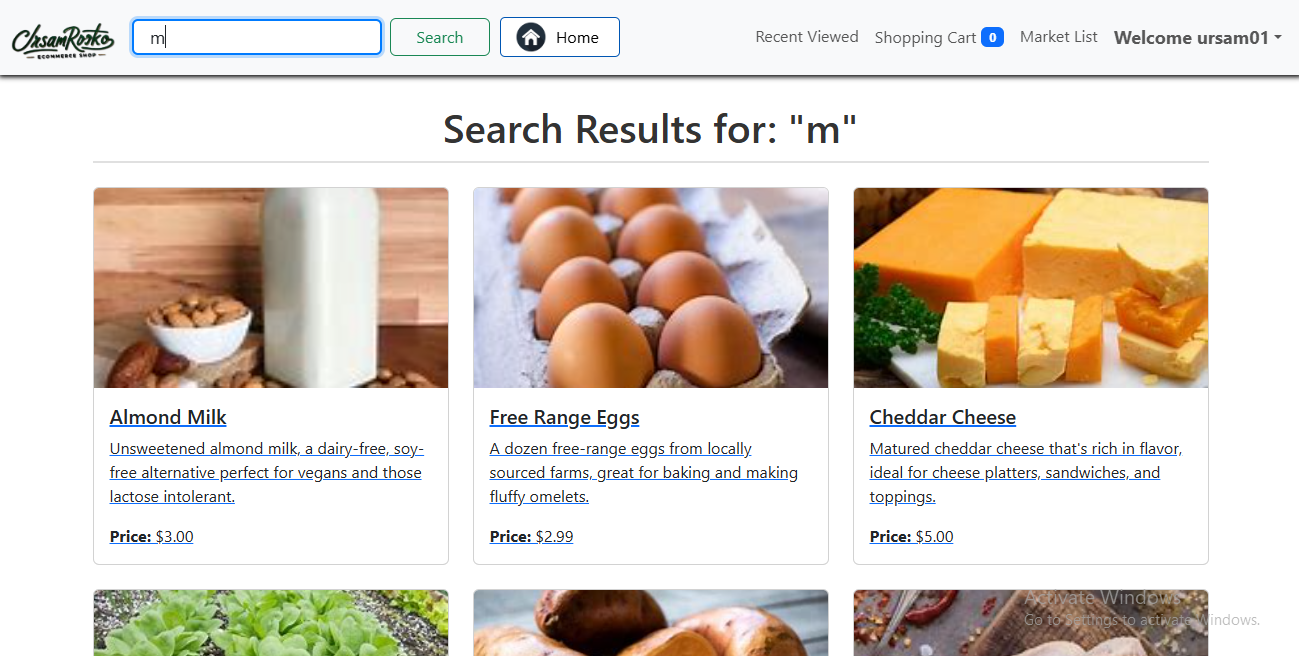 UrsamRosko
ECOMMERCE SHOP
m
Search
Home
Recent Viewed
Shopping Cart 0
Market List
Welcome ursam01
Search Results for: "m"
Almond Milk
Unsweetened almond milk, a dairy-free, soy-
free alternative perfect for vegans and those
lactose intolerant.
Price: $3.00
Free Range Eggs
A dozen free-range eggs from locally
sourced farms, great for baking and making
fluffy omelets.
Price: $2.99
Cheddar Cheese
Matured cheddar cheese that's rich in flavor,
ideal for cheese platters, sandwiches, and
toppings.
Price: $5.00
Activate Windows
Go to Settings to activate Windows.